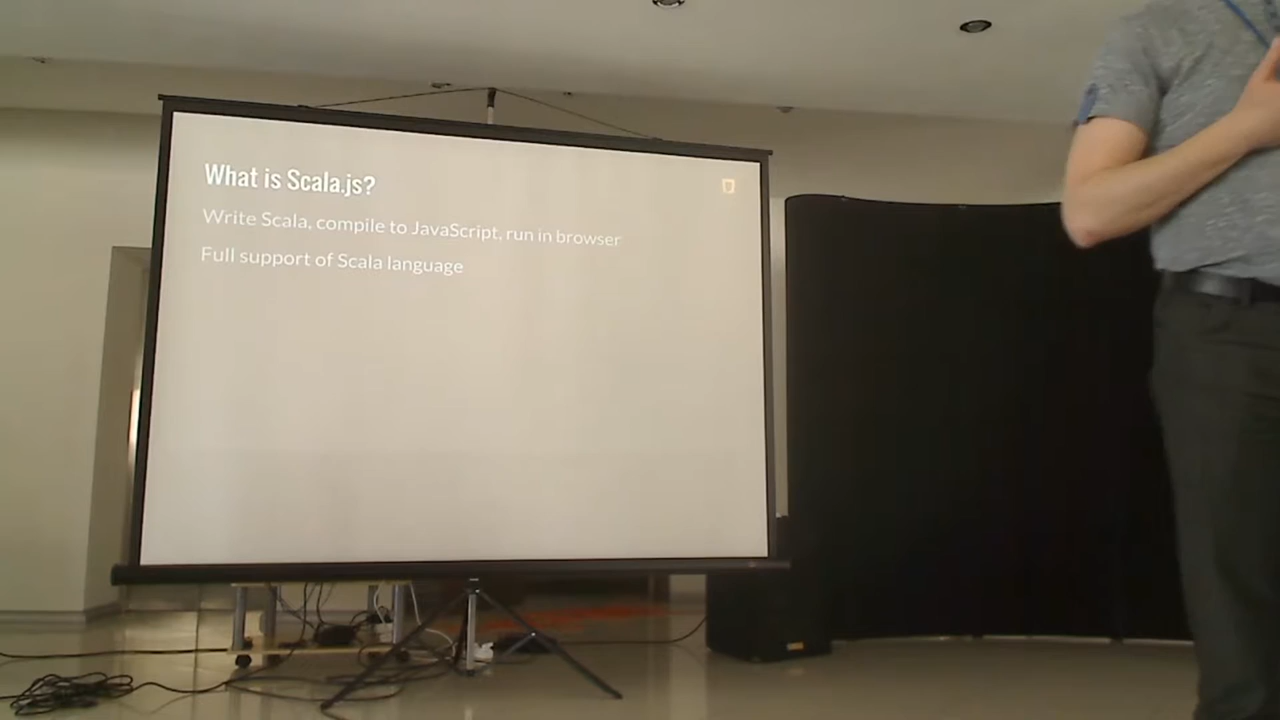 What is Scala.js?
Write Scala, compile to JavaScript, run in browser
Full support of Scala language